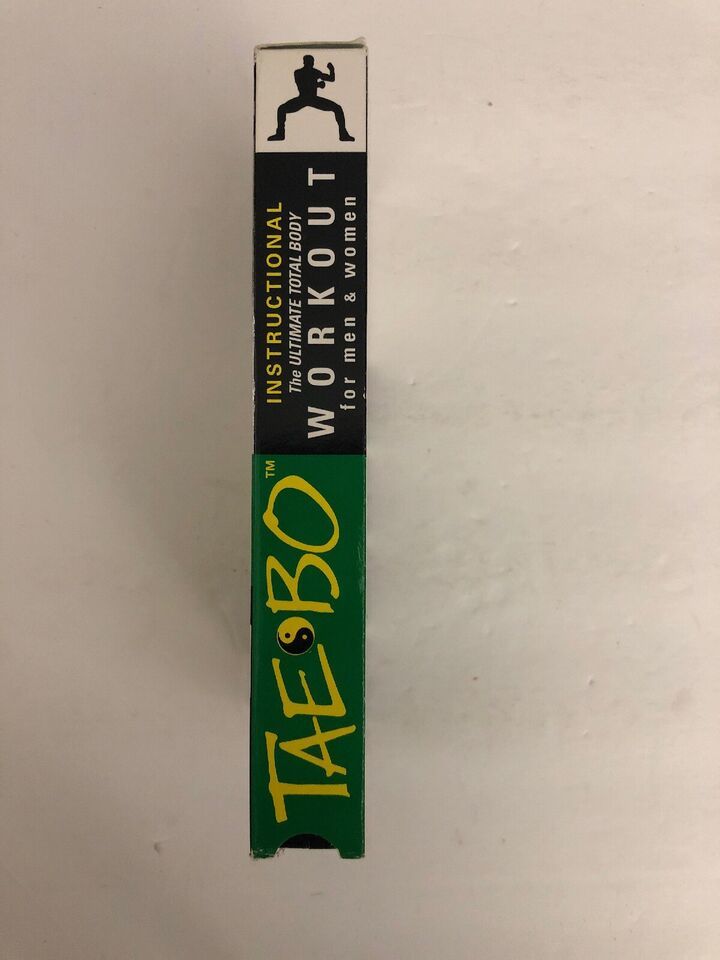 TAE BO™
INSTRUCTIONAL
The ULTIMATE TOTAL BODY
WORKOUT
for men & women